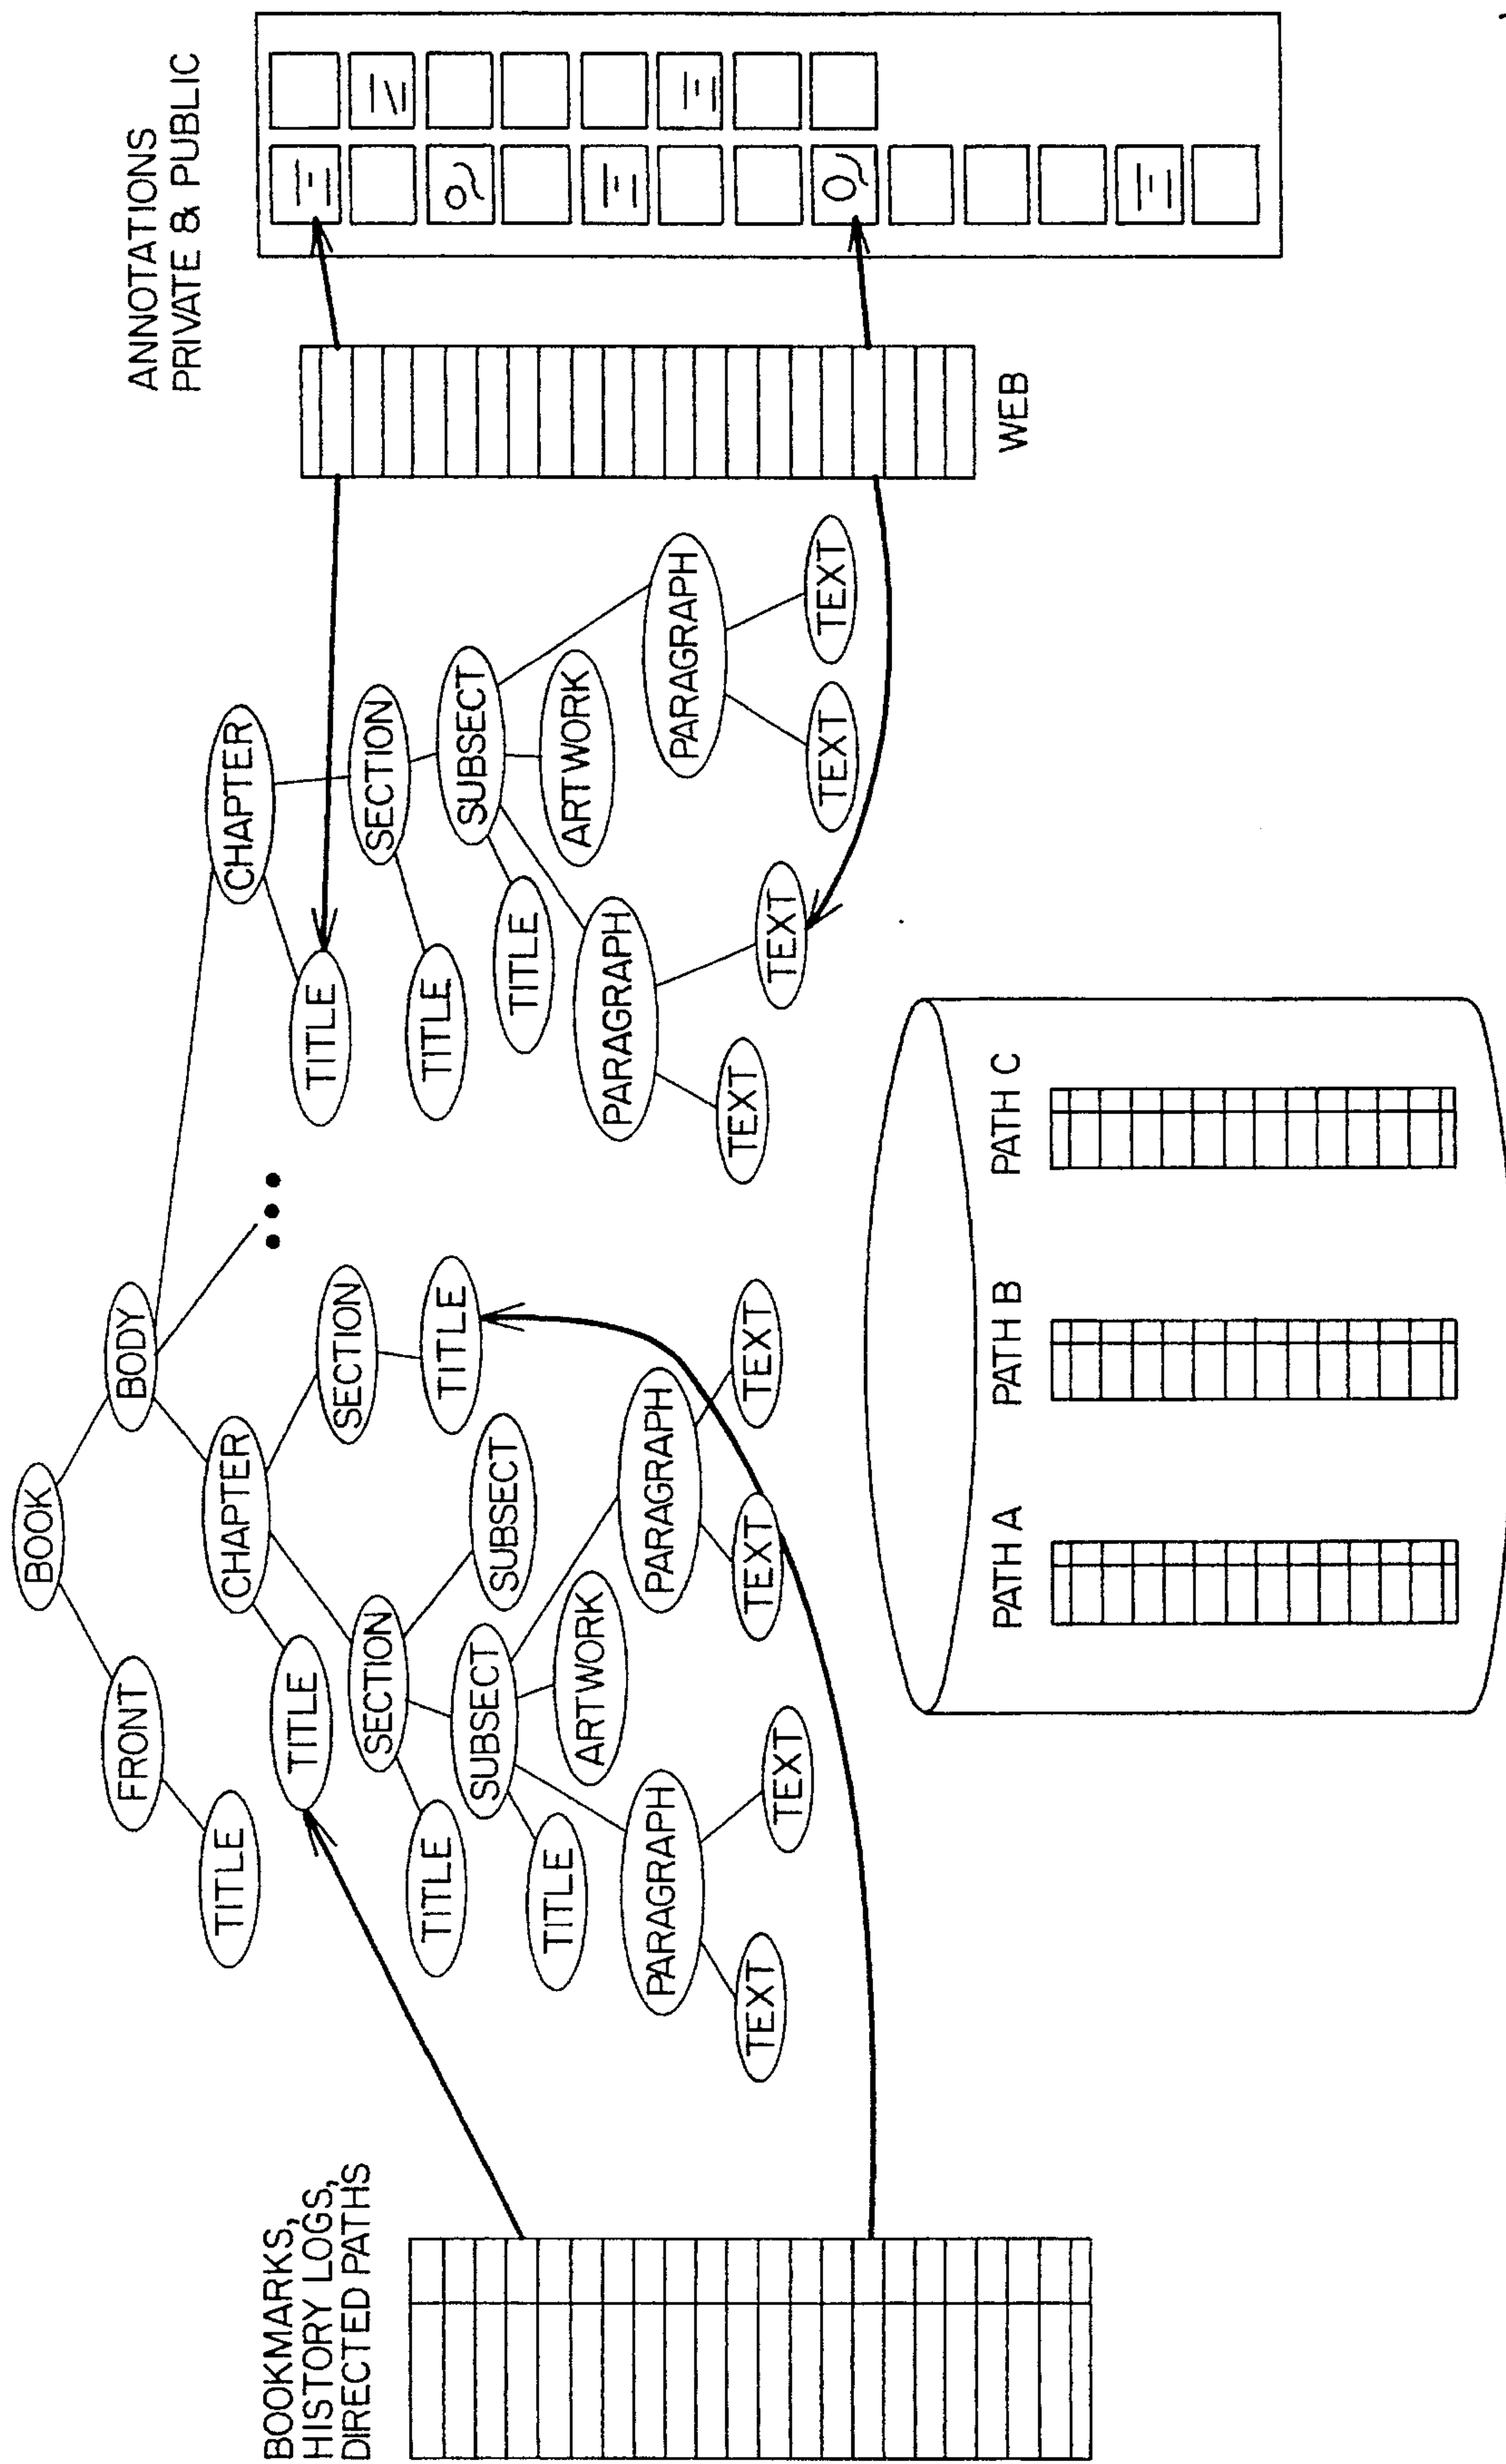 BOOK
FRONT
BODY
ANNOTATIONS
PRIVATE & PUBLIC
TITLE
CHAPTER
CHAPTER
BOOKMARKS,
HISTORY LOGS,
DIRECTED PATHS
TITLE
SECTION
TITLE
TITLE
SECTION
TITLE
TITLE
SECTION
SUBSECT
SUBSECT
TITLE
SUBSECT
TITLE
ARTWORK
ARTWORK
PARAGRAPH
PARAGRAPH
PARAGRAPH
PARAGRAPH
TEXT
TEXT
TEXT
TEXT
TEXT
TEXT
TEXT
TEXT
WEB
PATH A
PATH B
PATH C